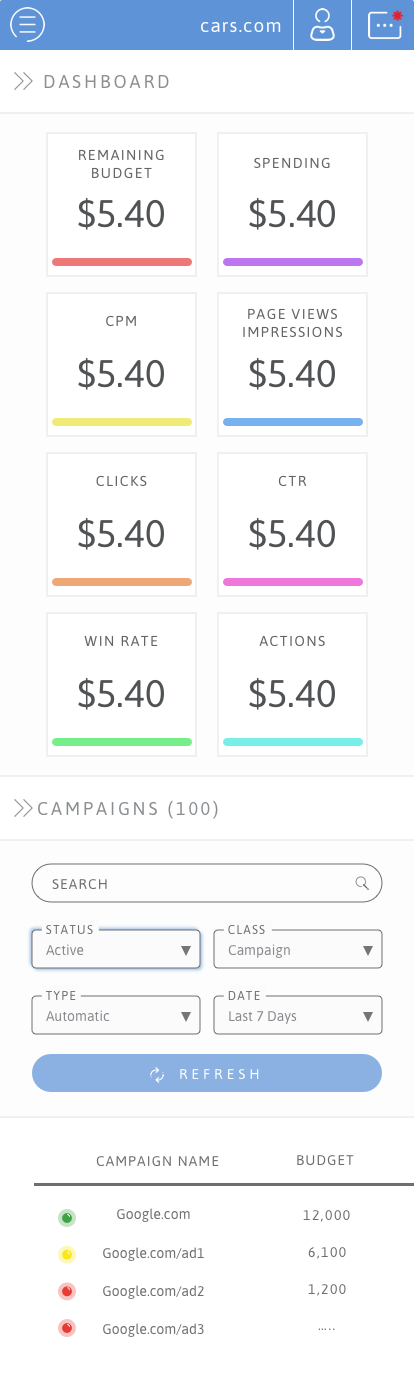 cars.com
DASHBOARD
REMAINING
BUDGET
$5.40
SPENDING
$5.40
CPM
$5.40
PAGE VIEWS
IMPRESSIONS
$5.40
CLICKS
$5.40
CTR
$5.40
WIN RATE
$5.40
ACTIONS
$5.40
CAMPAIGNS (100)
SEARCH
STATUS
Active
CLASS
Campaign
TYPE
Automatic
DATE
Last 7 Days
REFRESH
CAMPAIGN NAME BUDGET
Google.com 12,000
Google.com/ad1 6,100
Google.com/ad2 1,200
Google.com/ad3 .....